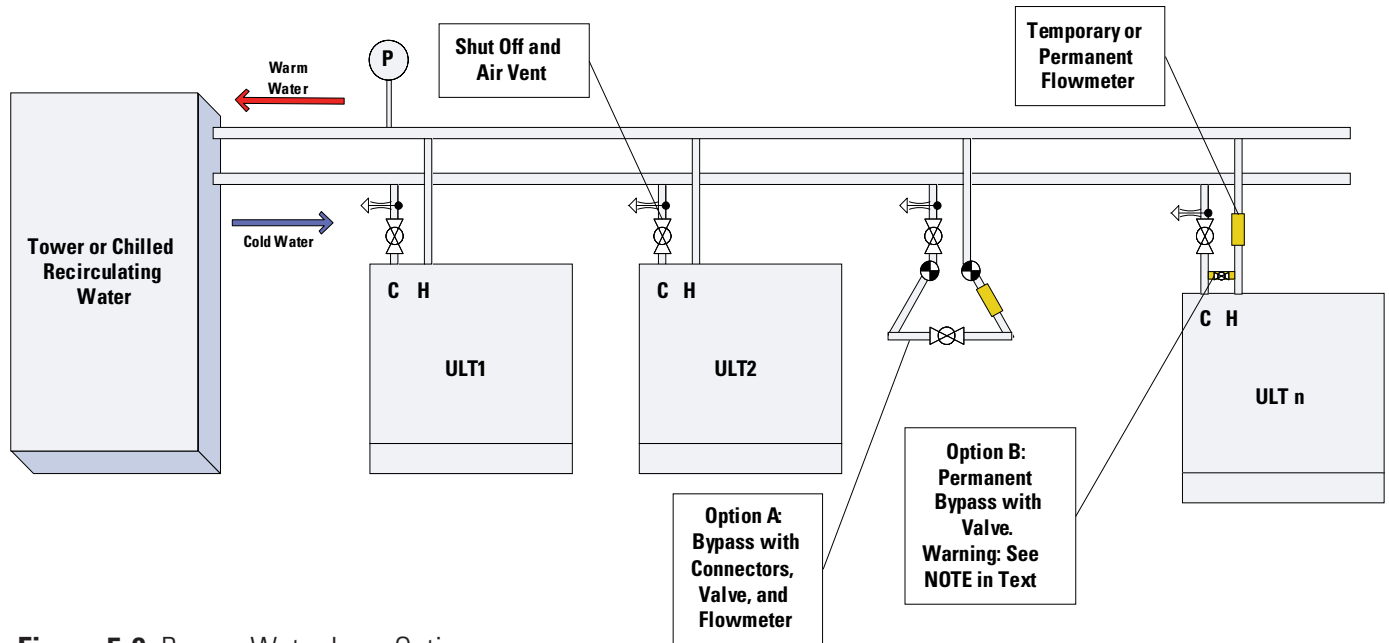 Shut Off and
Air Vent
Temporary or
Permanent
Flowmeter
P
Warm
Water
Cold Water
Tower or Chilled
Recirculating
Water
C H
ULT1
C H
ULT2
C H
ULT n
Option A:
Bypass with
Connectors,
Valve, and
Flowmeter
Option B:
Permanent
Bypass with
Valve.
Warning: See
NOTE in Text